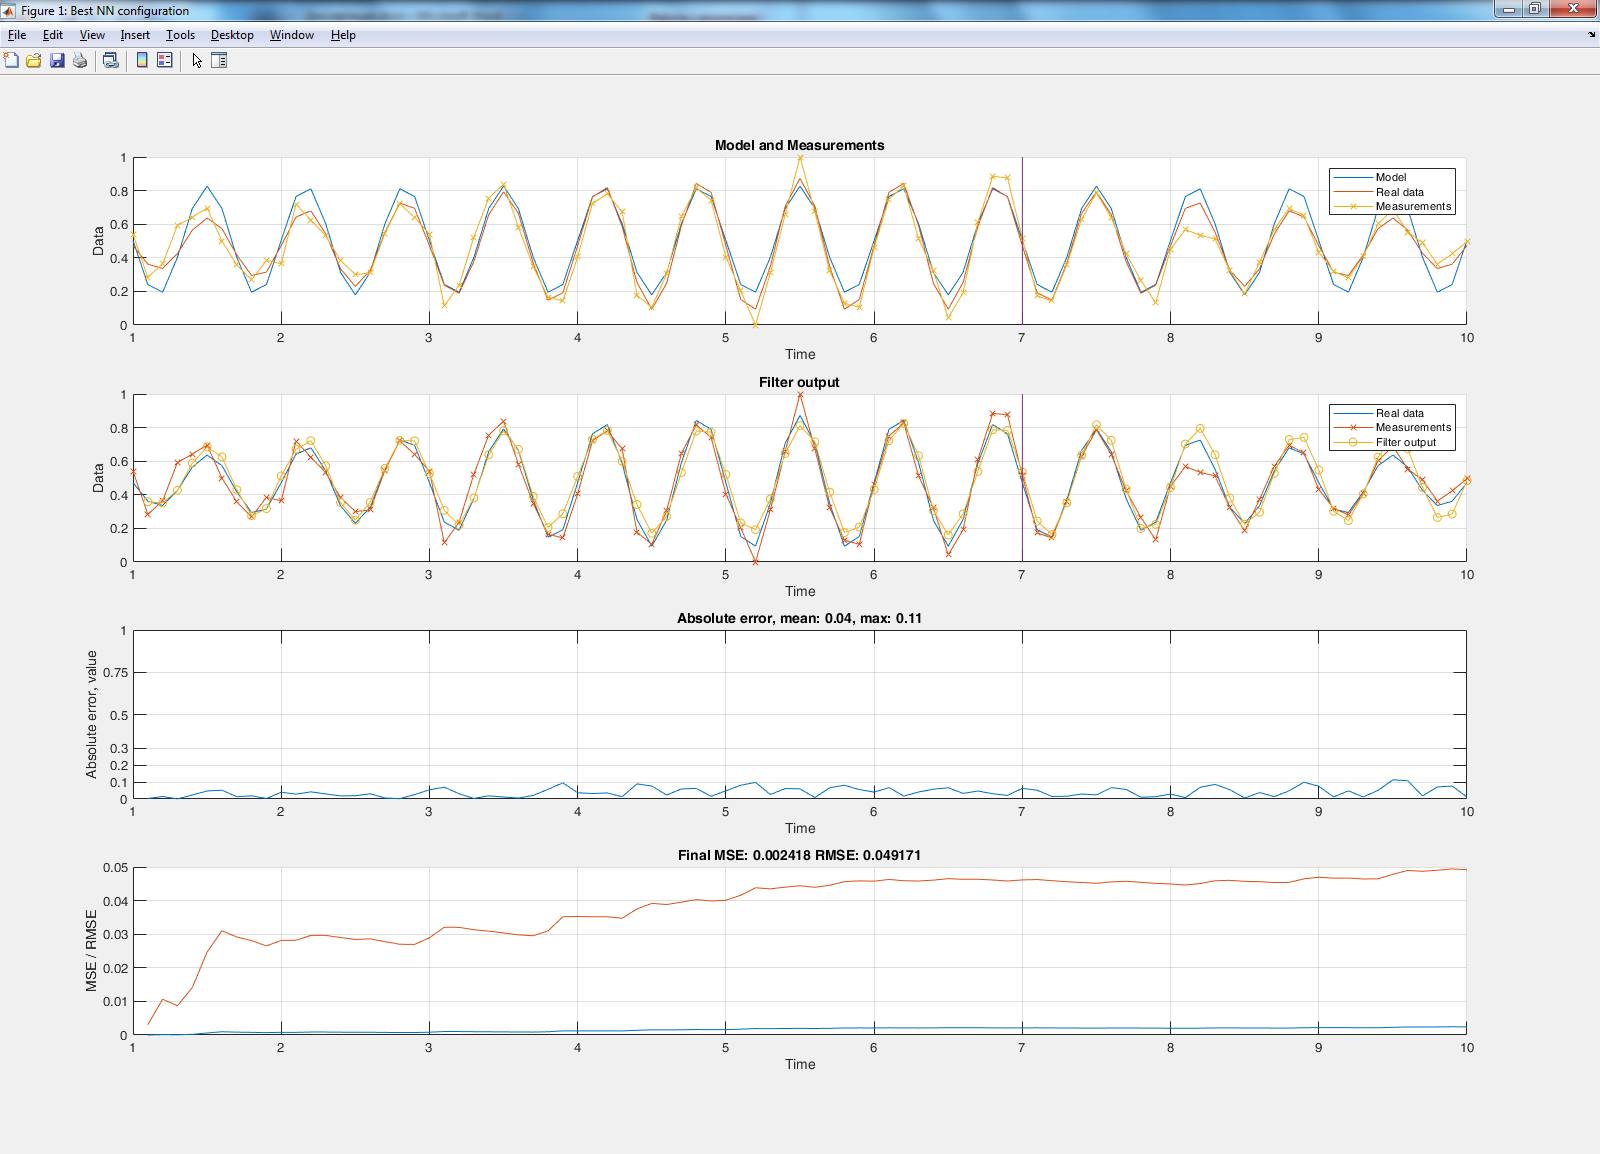 Figure 1: Best NN configuration
File Edit View Insert Tools Desktop Window Help
Model and Measurements
1
0.8
0.6
0.4
0.2
0
Data
Model
Real data
Measurements
1 2 3 4 5 6 7 8 9 10
Time
Filter output
1
0.8
0.6
0.4
0.2
0
Data
Real data
Measurements
Filter output
1 2 3 4 5 6 7 8 9 10
Time
Absolute error, mean: 0.04, max: 0.11
1
0.75
0.5
0.3
0.2
0.1
0
Absolute error, value
1 2 3 4 5 6 7 8 9 10
Time
Final MSE: 0.002418 RMSE: 0.049171
0.05
0.04
0.03
0.02
0.01
0
MSE / RMSE
1 2 3 4 5 6 7 8 9 10
Time